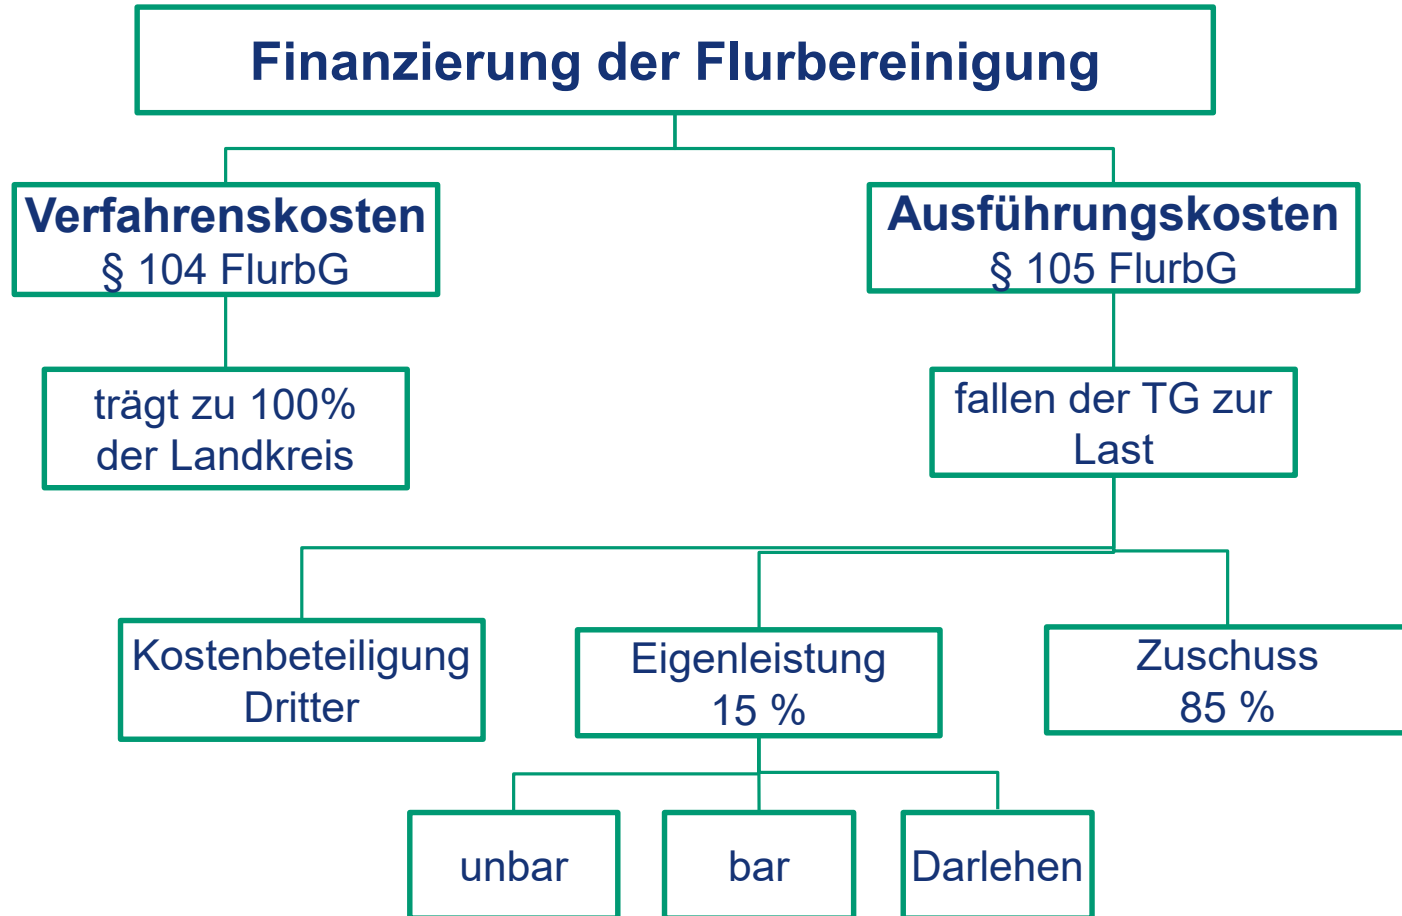 Finanzierung der Flurbereinigung
Verfahrenskosten
§ 104 FlurbG
Ausführungskosten
§ 105 FlurbG
trägt zu 100%
der Landkreis
fallen der TG zur
Last
Kostenbeteiligung
Dritter
Eigenleistung
15 %
Zuschuss
85 %
unbar
bar
Darlehen